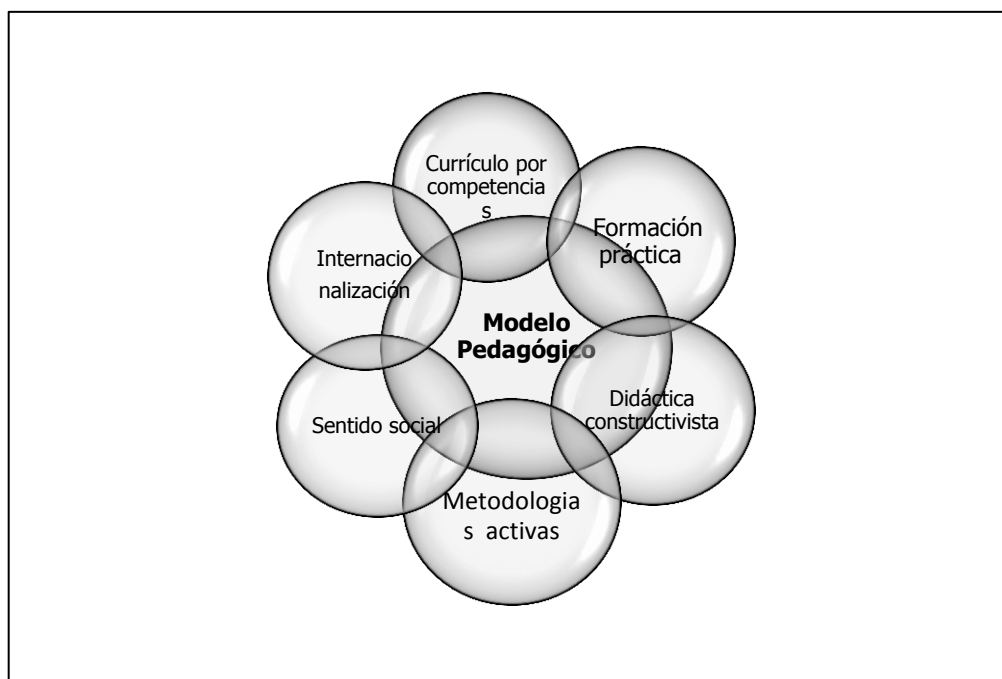 Currículo por
competencia
s
Formación
práctica
Internacio
nalización
Modelo
Pedagógico
Didáctica
constructivista
Sentido social
Metodologia
s activas